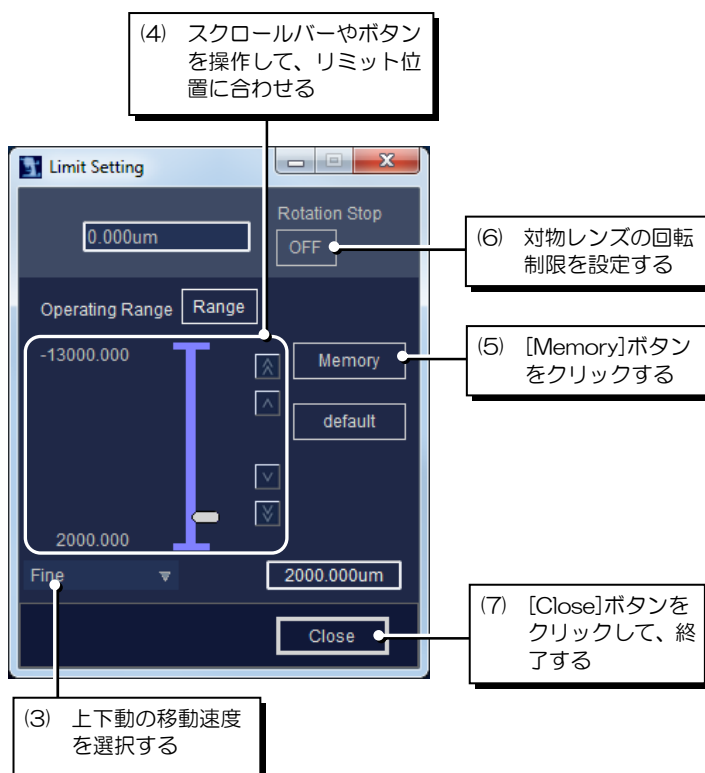 (4) スクロールバーやボタン
を操作して、リミット位
置に合わせる
Limit Setting
Rotation Stop
0.000um
OFF
(6) 対物レンズの回転
制限を設定する
Operating Range
Range
-13000.000
Memory
(5) [Memory]ボタン
をクリックする
default
2000.000
Fine
2000.000um
(7) [Close]ボタンを
クリックして、終
了する
Close
(3) 上下動の移動速度
を選択する